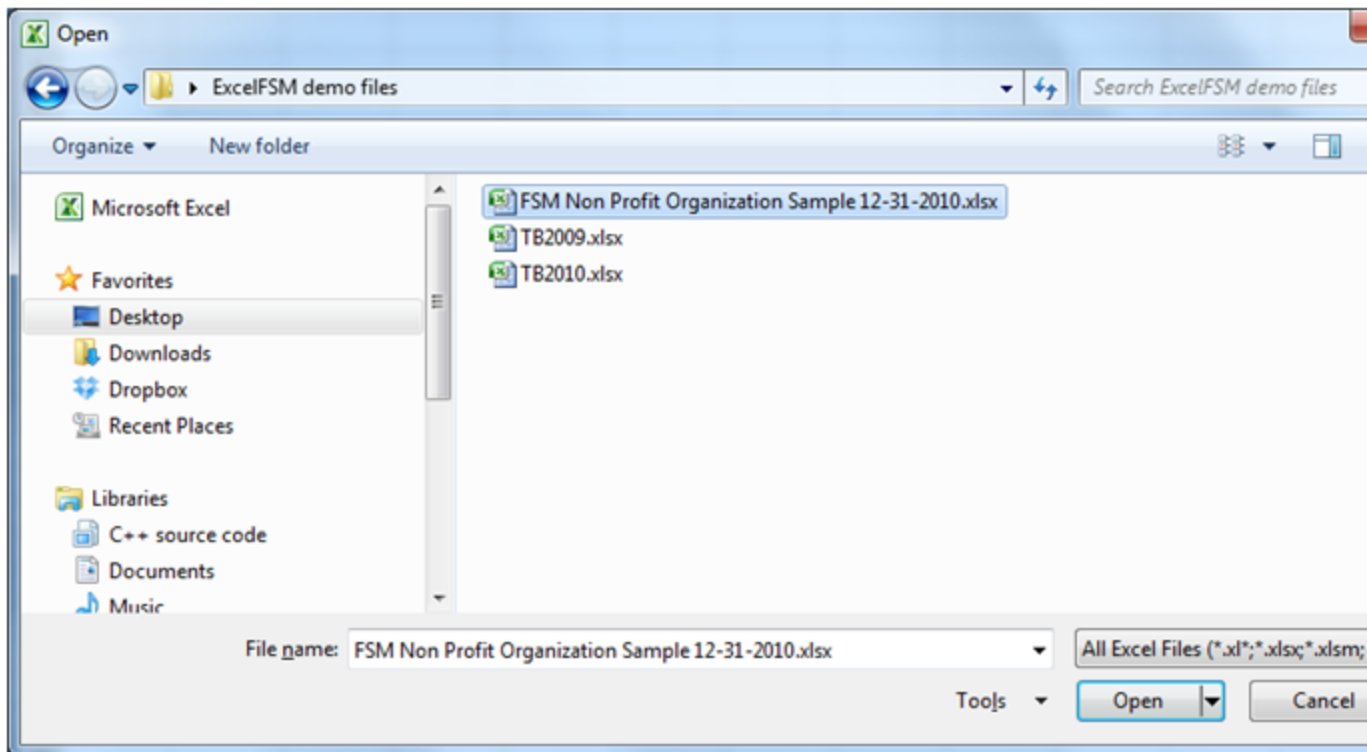 Open
ExcelFSM demo files
Search ExcelFSM demo files
Organize
New folder
Microsoft Excel
Favorites
Desktop
Downloads
Dropbox
Recent Places
Libraries
C++ source code
Documents
Music
FSM Non Profit Organization Sample 12-31-2010.xlsx
TB2009.xlsx
TB2010.xlsx
File name: FSM Non Profit Organization Sample 12-31-2010.xlsx
All Excel Files (*.xl*;*.xlsx;*.xlsm;
Tools
Open
Cancel